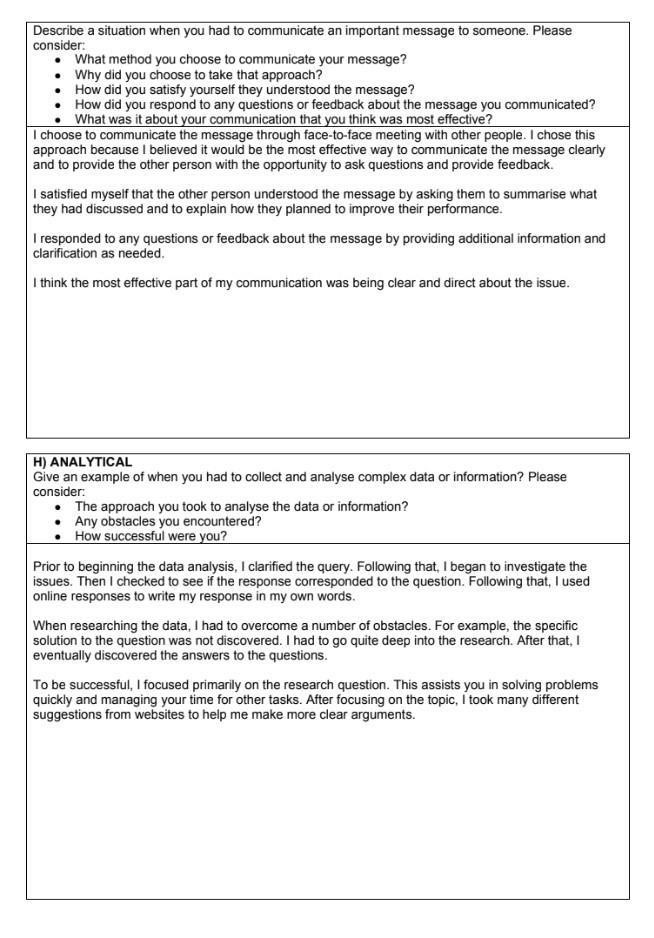 Describe a situation when you had to communicate an important message to someone. Please
consider:
• What method you choose to communicate your message?
• Why did you choose to take that approach?
• How did you satisfy yourself they understood the message?
• How did you respond to any questions or feedback about the message you communicated?
• What was it about your communication that you think was most effective?
I choose to communicate the message through face-to-face meeting with other people. I chose this
approach because I believed it would be the most effective way to communicate the message clearly
and to provide the other person with the opportunity to ask questions and provide feedback.
I satisfied myself that the other person understood the message by asking them to summarise what
they had discussed and to explain how they planned to improve their performance.
I responded to any questions or feedback about the message by providing additional information and
clarification as needed.
I think the most effective part of my communication was being clear and direct about the issue.
H) ANALYTICAL
Give an example of when you had to collect and analyse complex data or information? Please
consider:
• The approach you took to analyse the data or information?
• Any obstacles you encountered?
• How successful were you?
Prior to beginning the data analysis, I clarified the query. Following that, I began to investigate the
issues. Then I checked to see if the response corresponded to the question. Following that, I used
online responses to write my response in my own words.
When researching the data, I had to overcome a number of obstacles. For example, the specific
solution to the question was not discovered. I had to go quite deep into the research. After that, I
eventually discovered the answers to the questions.
To be successful, I focused primarily on the research question. This assists you in solving problems
quickly and managing your time for other tasks. After focusing on the topic, I took many different
suggestions from websites to help me make more clear arguments.